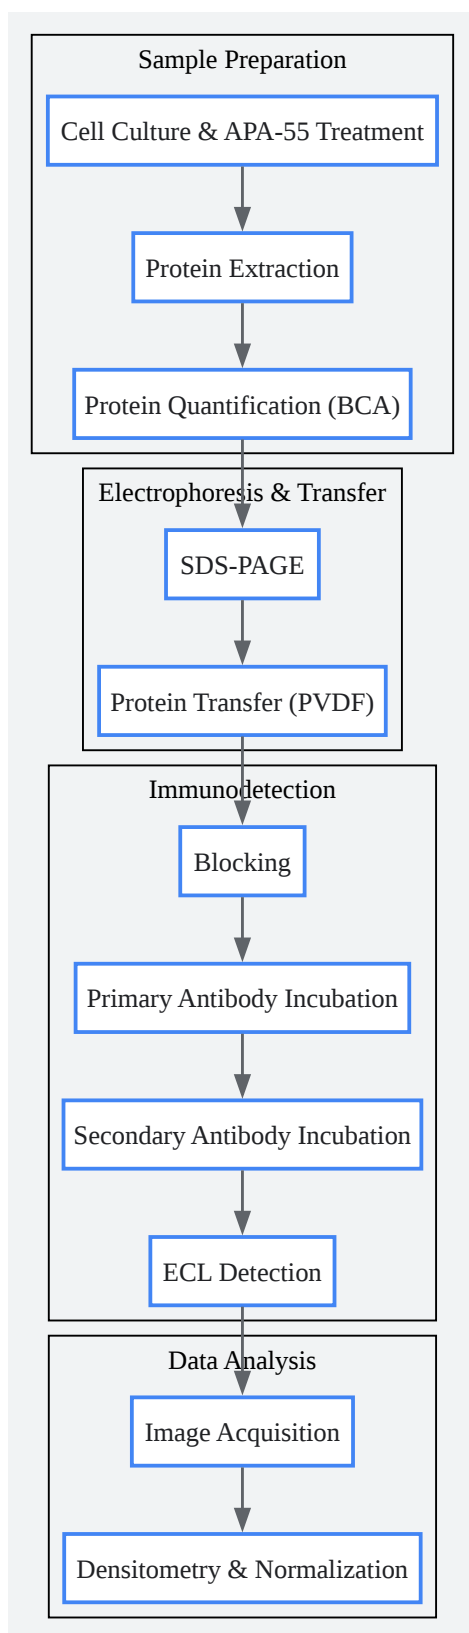 Sample Preparation
Cell Culture & APA-55 Treatment
Protein Extraction
Protein Quantification (BCA)
Electrophoresis & Transfer
SDS-PAGE
Protein Transfer (PVDF)
Immunodetection
Blocking
Primary Antibody Incubation
Secondary Antibody Incubation
ECL Detection
Data Analysis
Image Acquisition
Densitometry & Normalization